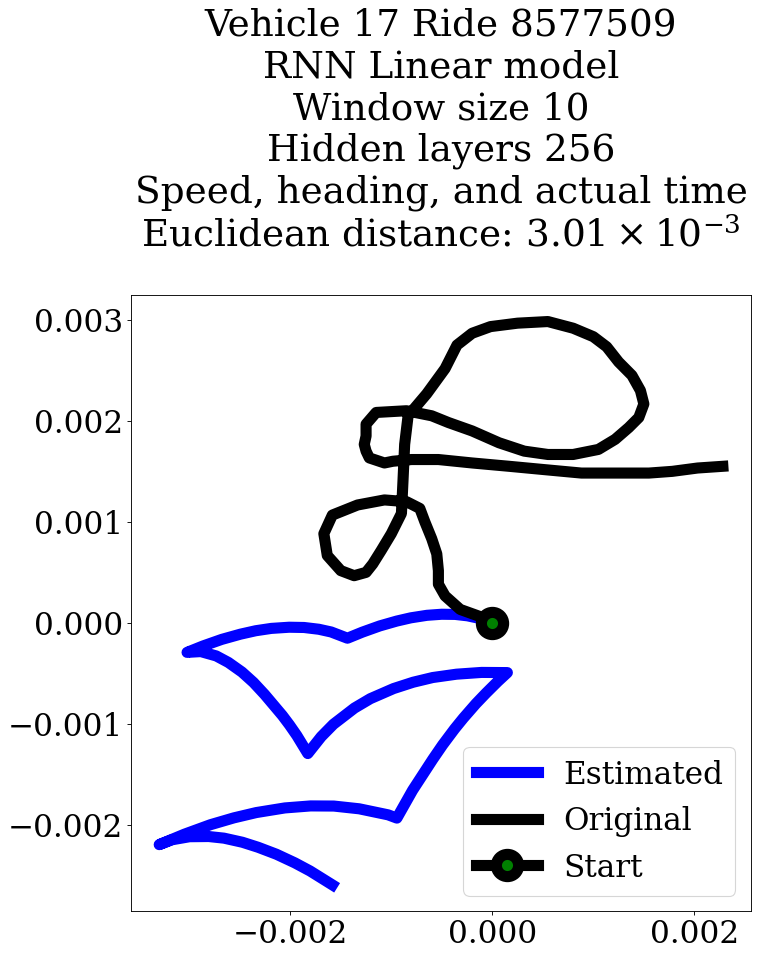 Vehicle 17 Ride 8577509
RNN Linear model
Window size 10
Hidden layers 256
Speed, heading, and actual time
Euclidean distance: 3.01 × 10⁻³
0.003
0.002
0.001
0.000
−0.001
−0.002
Estimated
Original
Start
−0.002 0.000 0.002